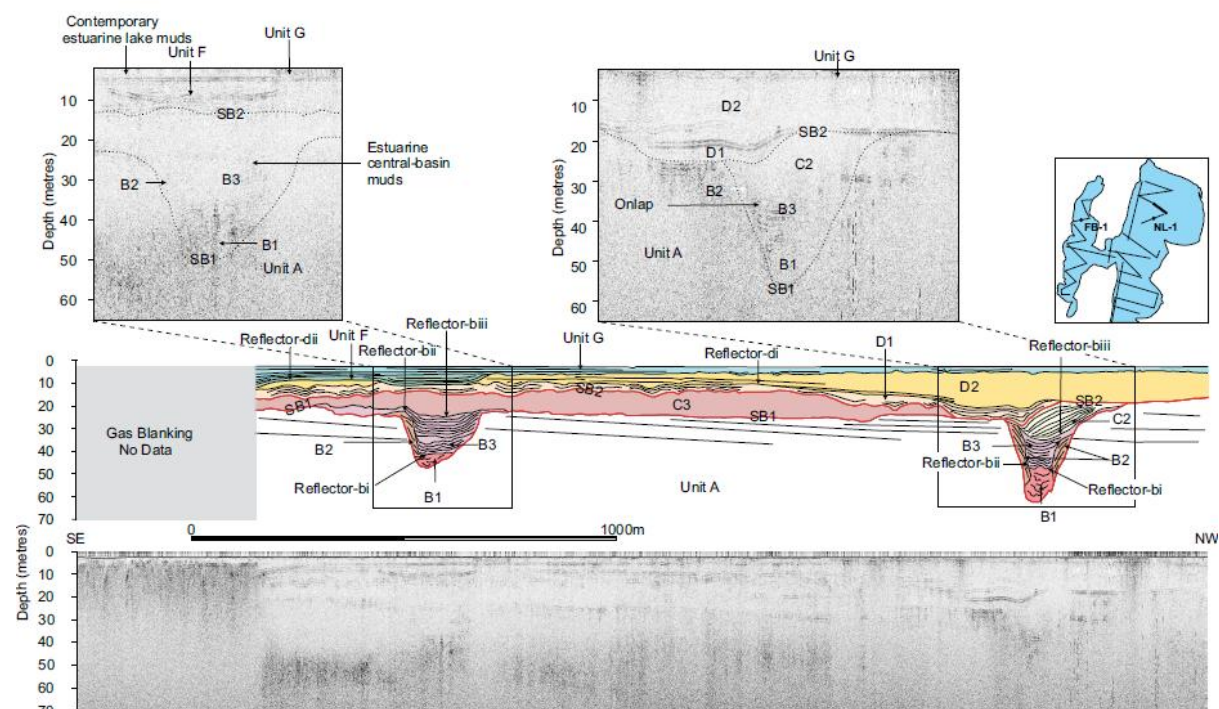 Contemporary
estuarine lake muds
Unit F
Unit G
Depth (metres)
10
20
30
40
50
60
SB2
B2
B3
Estuarine
central-basin
muds
B1
SB1
Unit A
Unit G
Depth (metres)
10
20
30
40
50
60
D2
SB2
D1
C2
B2
Onlap
B3
Unit A
B1
SB1
FB-1
NL-1
Reflector-dii
Unit F
Reflector-bii
Reflector-biii
Unit G
Reflector-di
D1
Reflector-biii
0
10
20
30
40
50
60
70
Gas Blanking
No Data
SB1
SB2
C3
SB1
D2
SB2
C2
B2
B3
B3
B2
Reflector-bii
Reflector-bi
Reflector-bi
B1
Unit A
B1
SE
0
1000m
NW
Depth (metres)
0
10
20
30
40
50
60
70